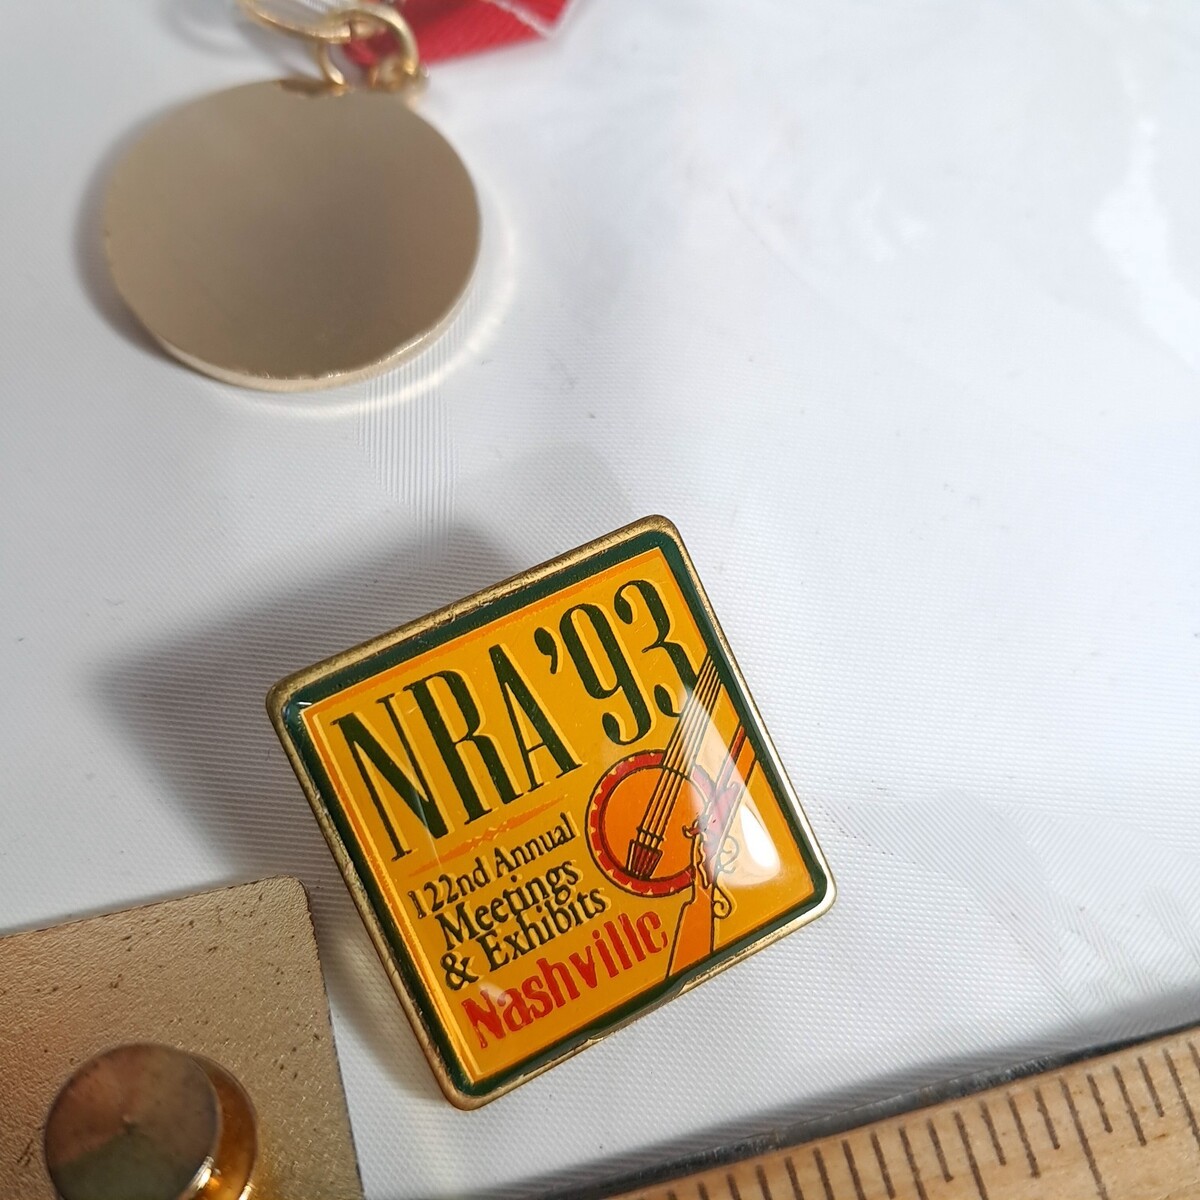 NRA'93
122nd Annual
Meetings
& Exhibits
Nashville